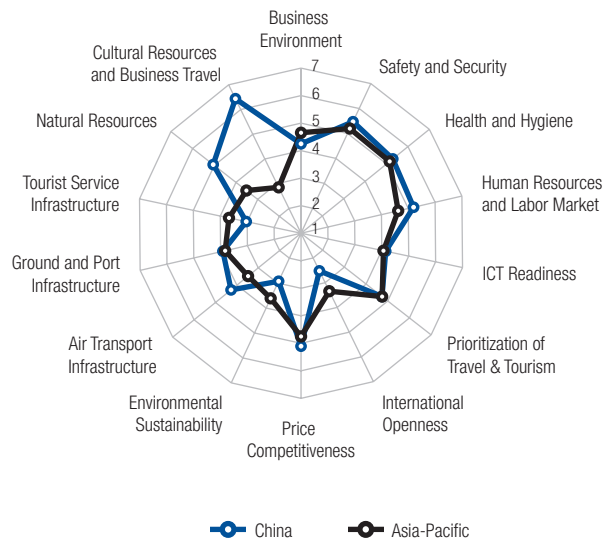 Business
Environment
Cultural Resources
and Business Travel
Safety and Security
Natural Resources
Health and Hygiene
Tourist Service
Infrastructure
Human Resources
and Labor Market
Ground and Port
Infrastructure
ICT Readiness
Air Transport
Infrastructure
Prioritization of
Travel & Tourism
Environmental
Sustainability
International
Openness
Price
Competitiveness
7
6
5
4
3
2
1
China
Asia-Pacific